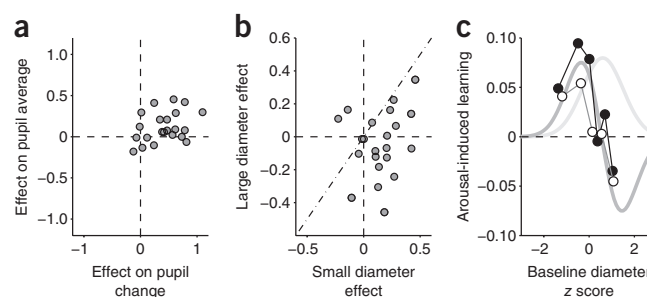 a
b
c
Effect on pupil average
1.0
0.5
0
−0.5
−1.0
−1
0
1
Effect on pupil
change
Large diameter effect
0.6
0.4
0.2
0
−0.2
−0.4
−0.5
0
0.5
Small diameter
effect
Arousal-induced learning
0.10
0.05
0
−0.05
−0.10
−2
0
2
Baseline diameter
z score